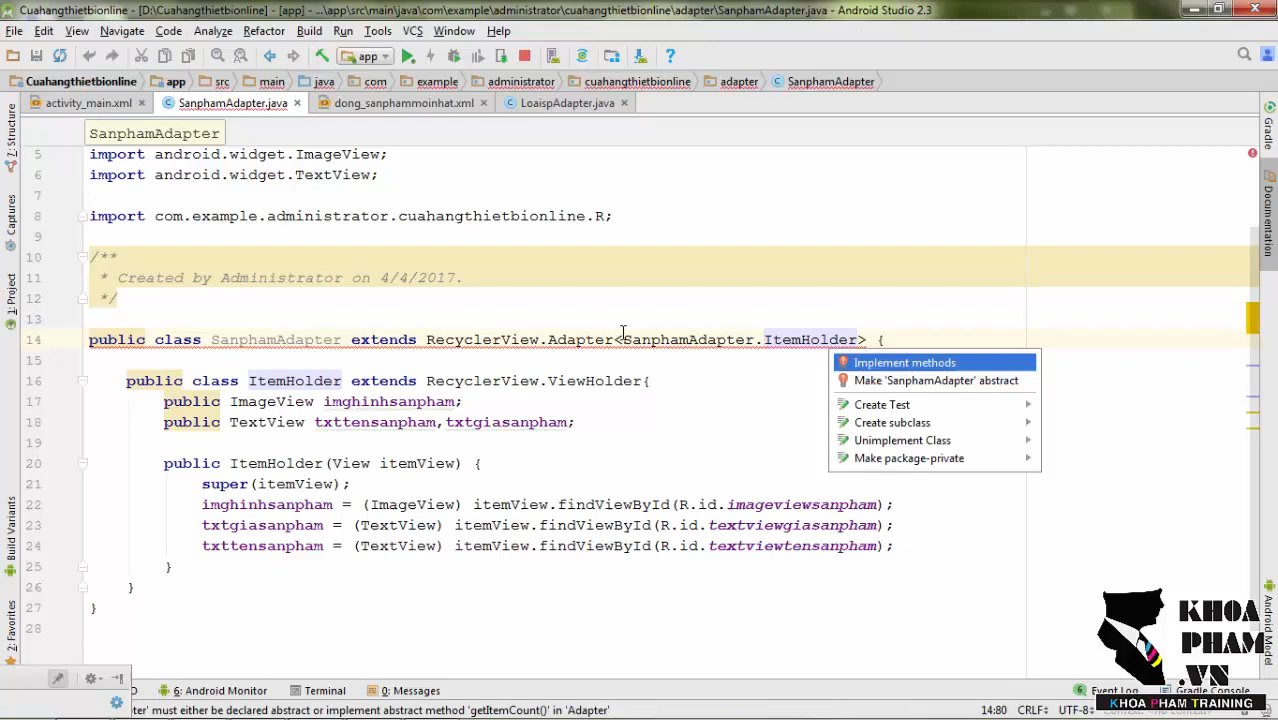 Cuahangthietbionline - [D:\Cuahangthietbionline] - [app] - ...\app\src\main\java\com\example\administrator\cuahangthietbionline\adapter\SanphamAdapter.java - Android Studio 2.3
File Edit View Navigate Code Analyze Refactor Build Run Tools VCS Window Help
app
Cuahangthietbionline app src main java com example administrator cuahangthietbionline adapter SanphamAdapter
activity_main.xml SanphamAdapter.java dong_sanphammoinhat.xml LoaispAdapter.java
SanphamAdapter
5 import android.widget.ImageView;
6 import android.widget.TextView;
7
8 import com.example.administrator.cuahangthietbionline.R;
9
10 /**
11 * Created by Administrator on 4/4/2017.
12 */
13
14 public class SanphamAdapter extends RecyclerView.Adapter<SanphamAdapter.ItemHolder> {
15
16 public class ItemHolder extends RecyclerView.ViewHolder{
17 public ImageView imghinhsanpham;
18 public TextView txttensanpham,txtgiasanpham;
19
20 public ItemHolder(View itemView) {
21 super(itemView);
22 imghinhsanpham = (ImageView) itemView.findViewById(R.id.imageviewsanpham);
23 txtgiasanpham = (TextView) itemView.findViewById(R.id.textviewgiasanpham);
24 txttensanpham = (TextView) itemView.findViewById(R.id.textviewtensanpham);
25 }
26 }
27 }
28
Implement methods
Make 'SanphamAdapter' abstract
Create Test
Create subclass
Unimplement Class
Make package-private
Z: Structure
Captures
1: Project
Build Variants
2: Favorites
Gradle
Documentation
Android Model
KHOA
PHAM
.VN
6: Android Monitor Terminal 0: Messages 6 Event Log Gradle Console
KHOA PHAM TRAINING
pter' must either be declared abstract or implement abstract method 'getItemCount()' in 'Adapter' 14:80 CRLF÷ UTF-8÷